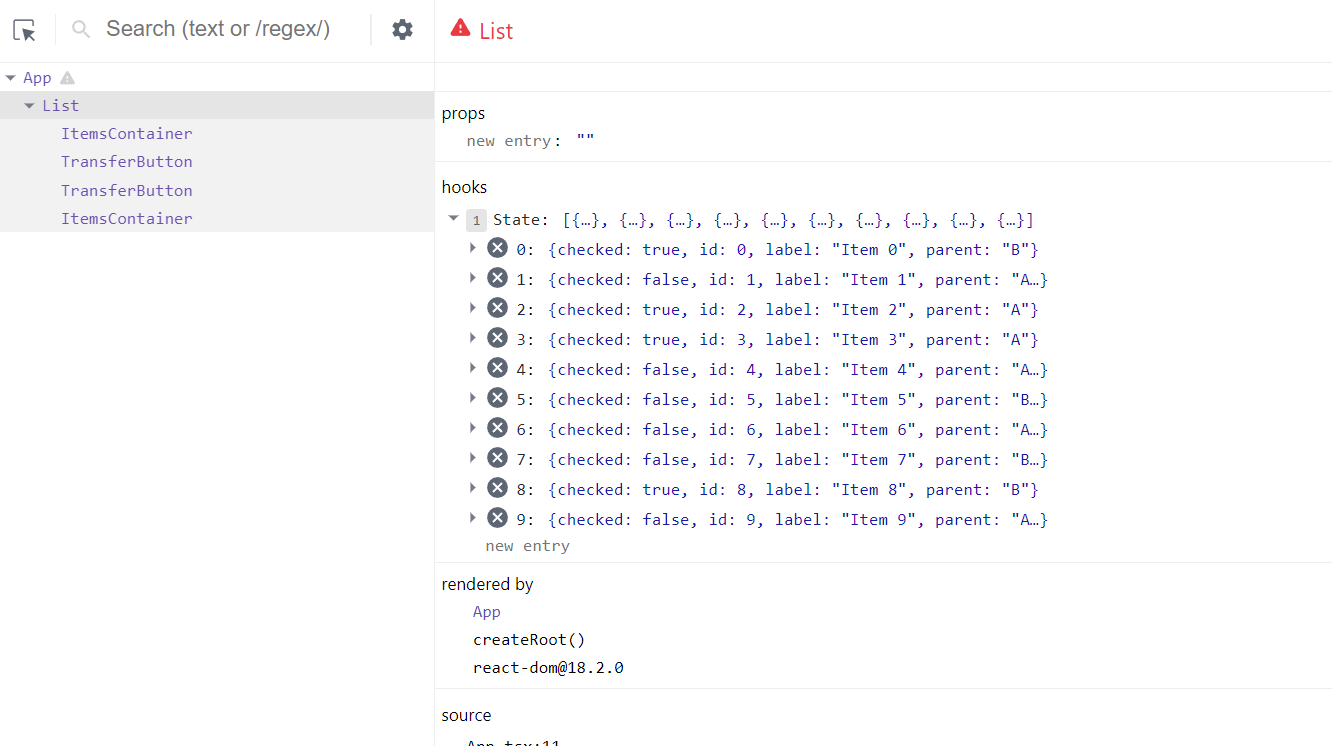 Search (text or /regex/)
List
App
List
ItemsContainer
TransferButton
TransferButton
ItemsContainer
props
new entry: ""
hooks
1 State: [{…}, {…}, {…}, {…}, {…}, {…}, {…}, {…}, {…}, {…}]
0: {checked: true, id: 0, label: "Item 0", parent: "B"}
1: {checked: false, id: 1, label: "Item 1", parent: "A…}
2: {checked: true, id: 2, label: "Item 2", parent: "A"}
3: {checked: true, id: 3, label: "Item 3", parent: "A"}
4: {checked: false, id: 4, label: "Item 4", parent: "A…}
5: {checked: false, id: 5, label: "Item 5", parent: "B…}
6: {checked: false, id: 6, label: "Item 6", parent: "A…}
7: {checked: false, id: 7, label: "Item 7", parent: "B…}
8: {checked: true, id: 8, label: "Item 8", parent: "B"}
9: {checked: false, id: 9, label: "Item 9", parent: "A…}
new entry
rendered by
App
createRoot()
react-dom@18.2.0
source
App.tsx:11